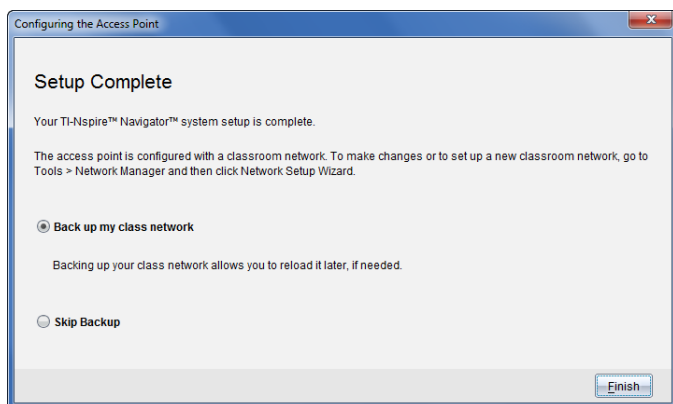 Configuring the Access Point
Setup Complete
Your TI-Nspire™ Navigator™ system setup is complete.
The access point is configured with a classroom network. To make changes or to set up a new classroom network, go to
Tools > Network Manager and then click Network Setup Wizard.
Back up my class network
Backing up your class network allows you to reload it later, if needed.
Skip Backup
Finish